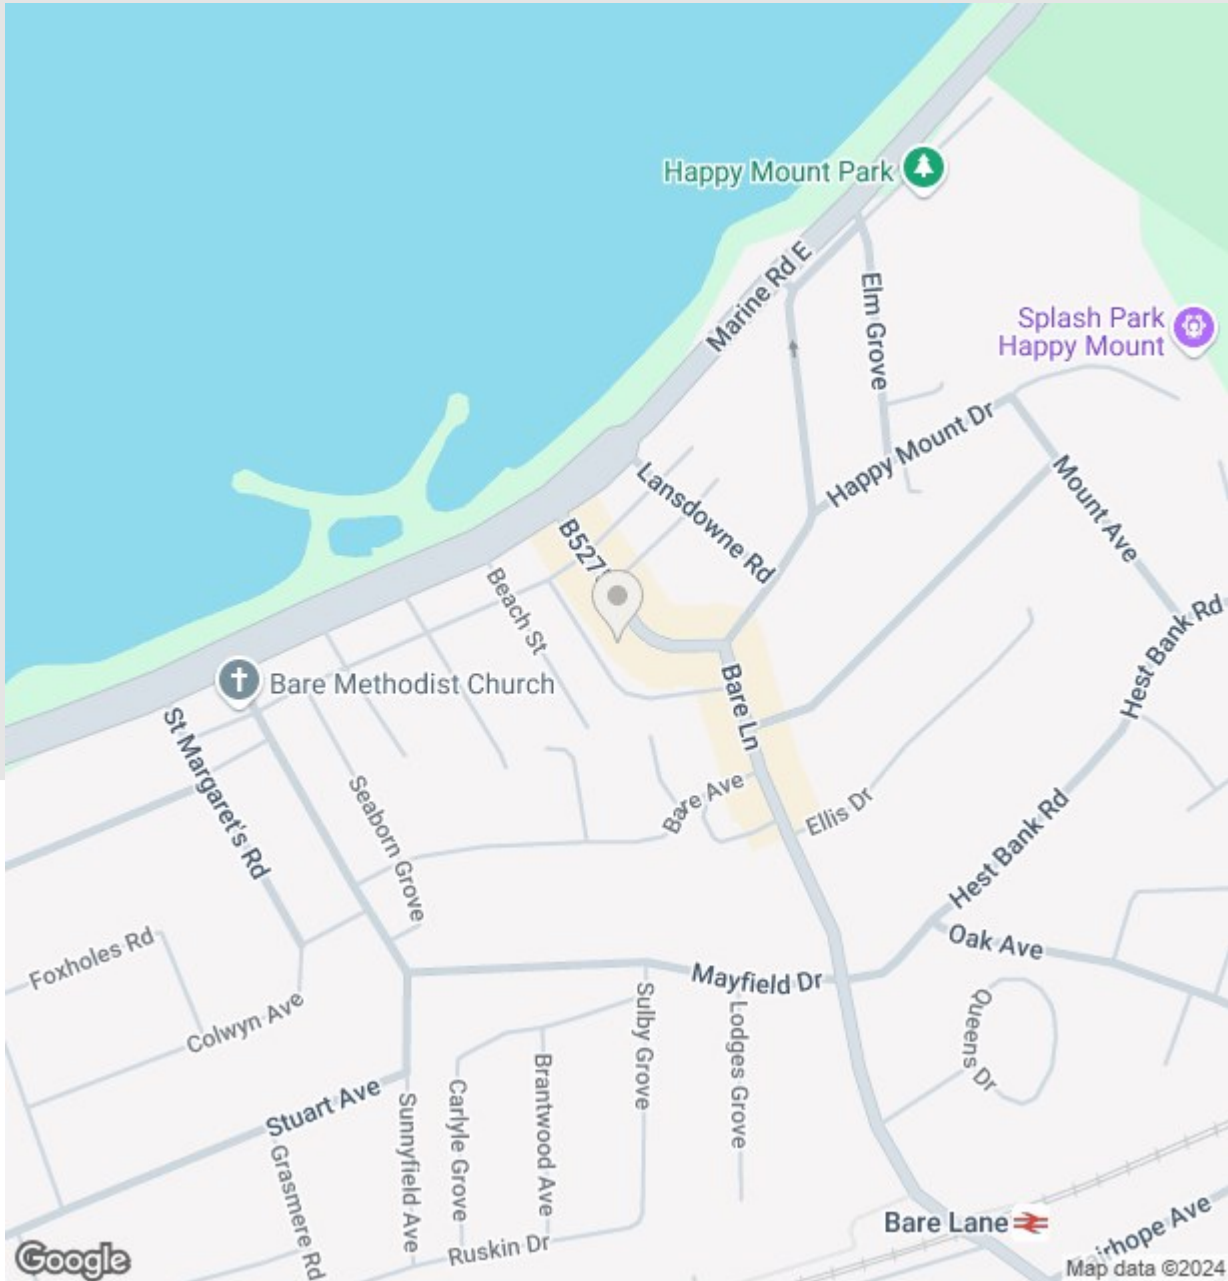 Happy Mount Park
Marine Rd E
Elm Grove
Splash Park
Happy Mount
Happy Mount Dr
Mount Ave
Lansdowne Rd
B527
Beach St
Hest Bank Rd
Bare Methodist Church
Bare Ln
St Margaret's Rd
Seaborn Grove
Bare Ave
Ellis Dr
Hest Bank Rd
Oak Ave
Foxholes Rd
Mayfield Dr
Colwyn Ave
Sulby Grove
Lodges Grove
Queens Dr
Stuart Ave
Brantwood Ave
Carlyle Grove
Sunnyfield Ave
Grasmere Rd
Ruskin Dr
Bare Lane
Google
Map data ©2024